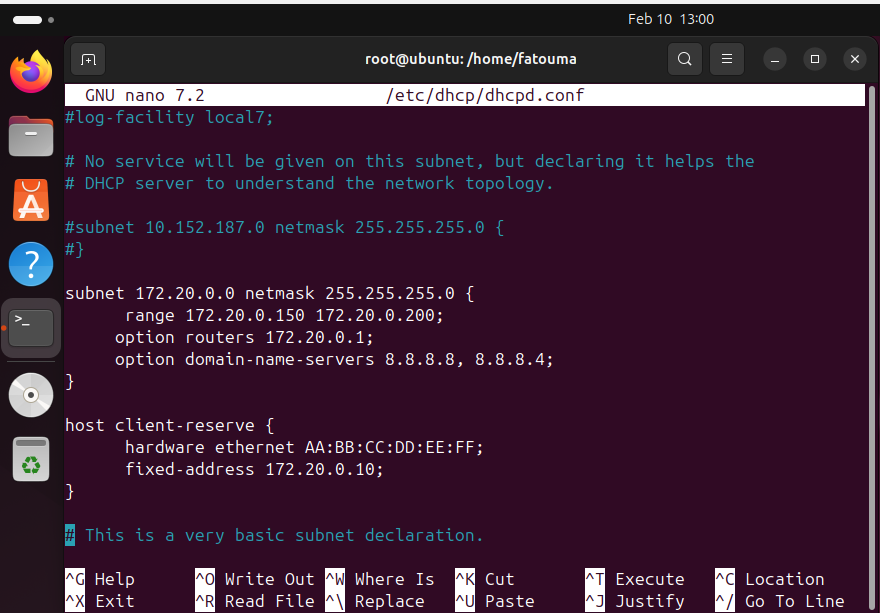 Feb 10 13:00
root@ubuntu: /home/fatouma
GNU nano 7.2 /etc/dhcp/dhcpd.conf
#log-facility local7;
# No service will be given on this subnet, but declaring it helps the
# DHCP server to understand the network topology.
#subnet 10.152.187.0 netmask 255.255.255.0 {
#}
subnet 172.20.0.0 netmask 255.255.255.0 {
range 172.20.0.150 172.20.0.200;
option routers 172.20.0.1;
option domain-name-servers 8.8.8.8, 8.8.8.4;
}
host client-reserve {
hardware ethernet AA:BB:CC:DD:EE:FF;
fixed-address 172.20.0.10;
}
# This is a very basic subnet declaration.
^G Help ^O Write Out ^W Where Is ^K Cut ^T Execute ^C Location
^X Exit ^R Read File ^\ Replace ^U Paste ^J Justify ^/ Go To Line